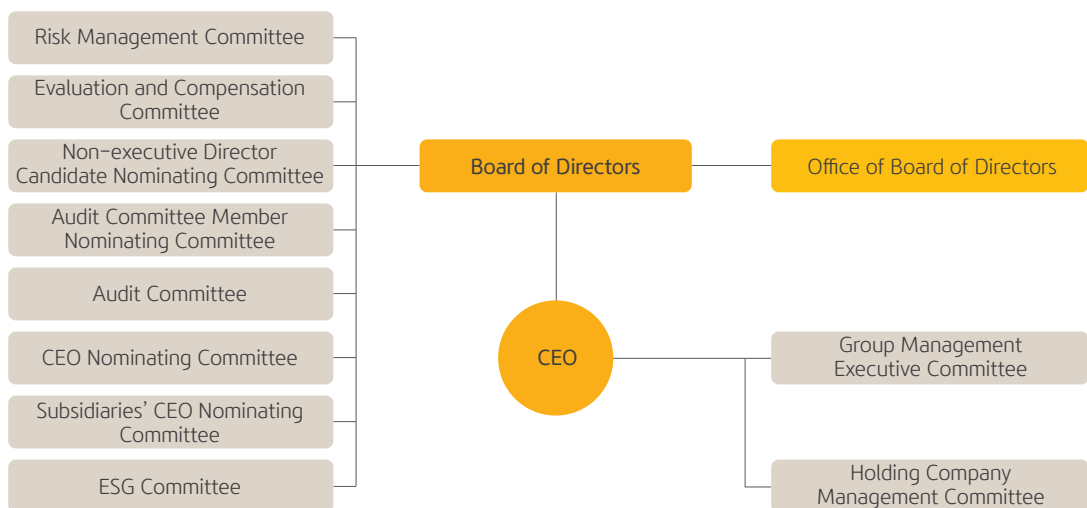 Risk Management Committee
Evaluation and Compensation
Committee
Non-executive Director
Candidate Nominating Committee
Audit Committee Member
Nominating Committee
Audit Committee
CEO Nominating Committee
Subsidiaries’ CEO Nominating
Committee
ESG Committee
Board of Directors
Office of Board of Directors
CEO
Group Management
Executive Committee
Holding Company
Management Committee